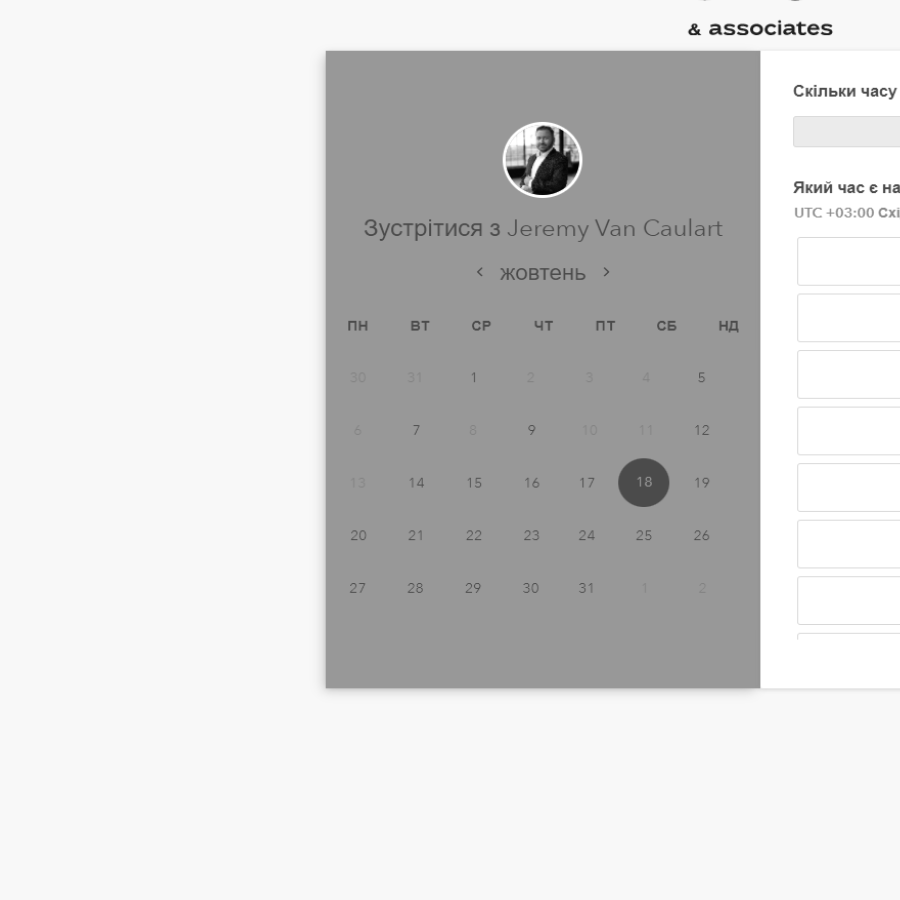 & associates
Зустрітися з Jeremy Van Caulart
жовтень
ПН ВТ СР ЧТ ПТ СБ НД
30 31 1 2 3 4 5
6 7 8 9 10 11 12
13 14 15 16 17 18 19
20 21 22 23 24 25 26
27 28 29 30 31 1 2
Скільки часу
Який час є
UTC +03:00